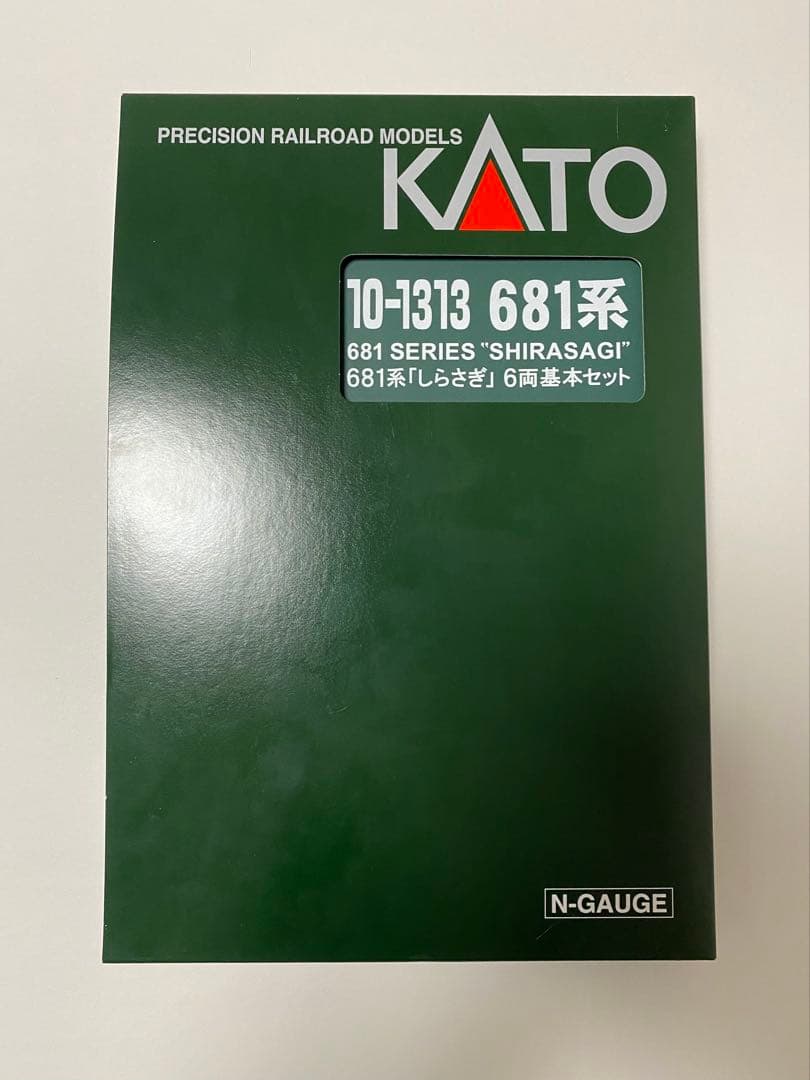 PRECISION RAILROAD MODELS
KATO
10-1313 681系
681 SERIES "SHIRASAGI"
681系「しらさぎ」 6両基本セット
N-GAUGE